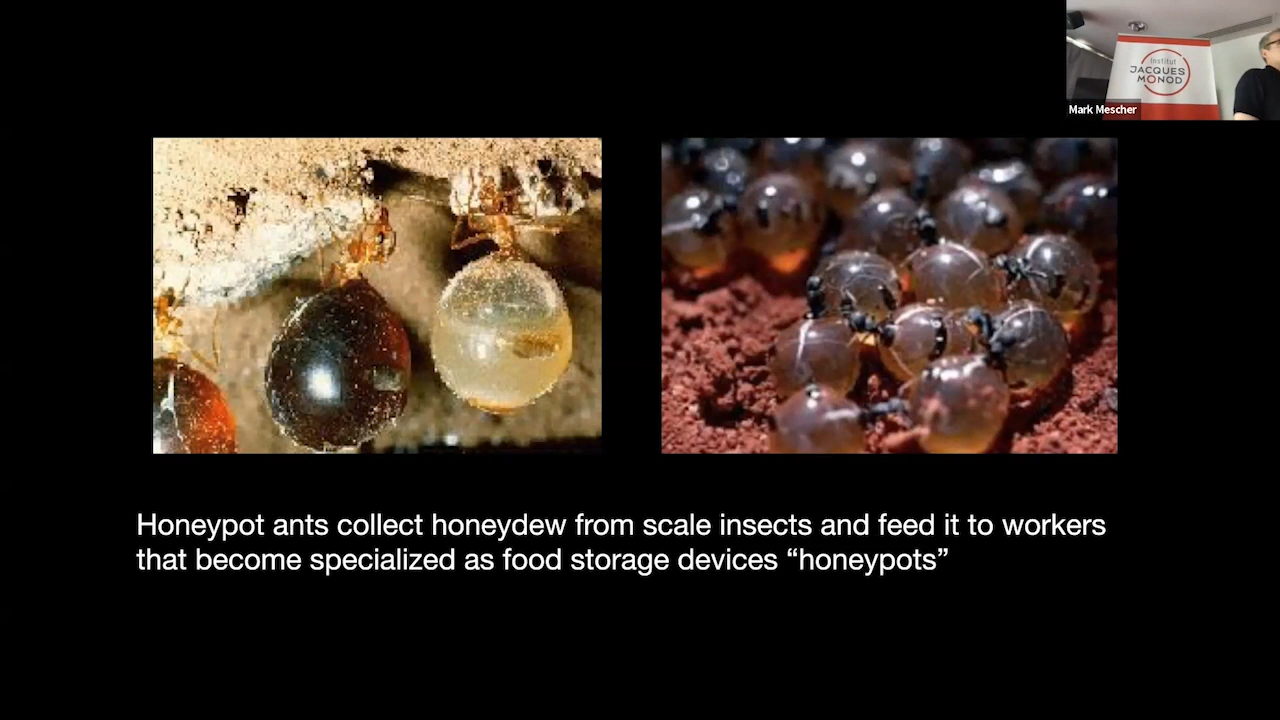 Institut
JACQUES
MONOD
Mark Mescher
Honeypot ants collect honeydew from scale insects and feed it to workers
that become specialized as food storage devices “honeypots”